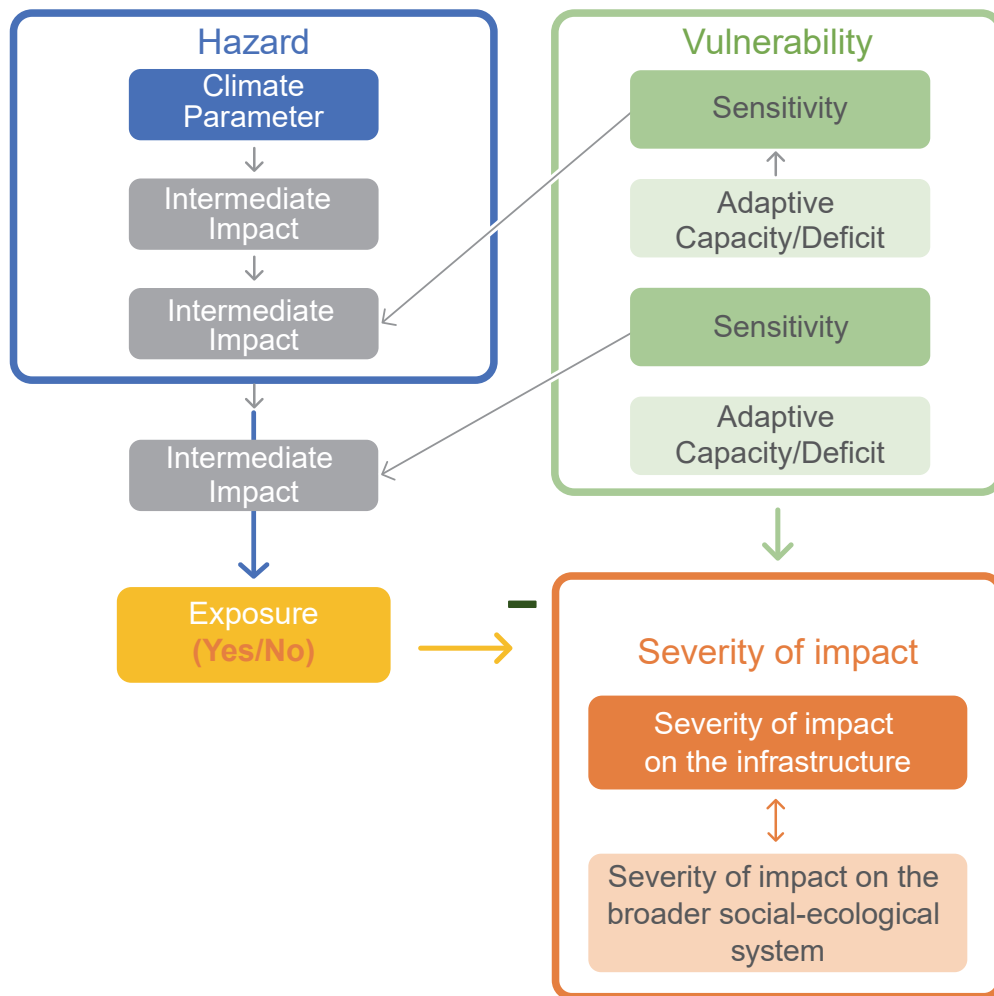 Hazard
Climate
Parameter
Intermediate
Impact
Intermediate
Impact
Intermediate
Impact
Exposure
(Yes/No)
Vulnerability
Sensitivity
Adaptive
Capacity/Deficit
Sensitivity
Adaptive
Capacity/Deficit
Severity of impact
Severity of impact
on the infrastructure
Severity of impact on the
broader social-ecological
system